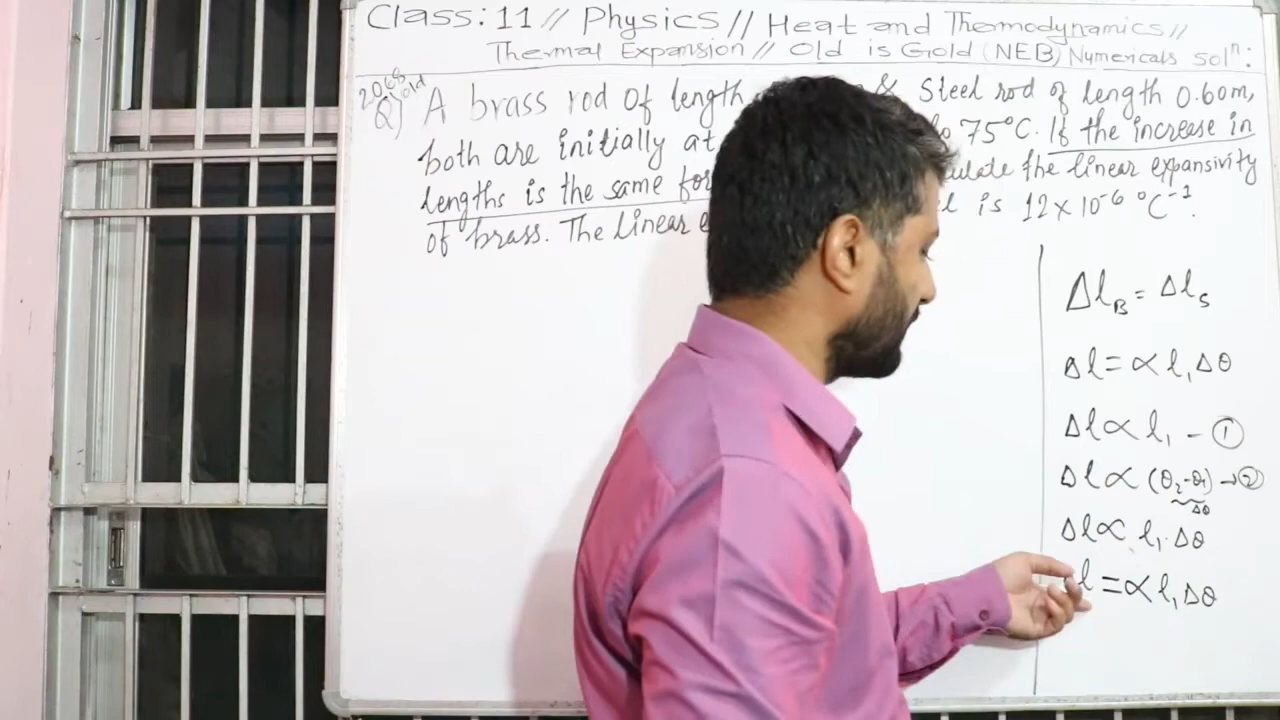 Class: 11 // Physics // Heat and Thermodynamics //
Thermal Expansion // Old is Gold (NEB) Numericals Solⁿ:
2068 old
Q) A brass rod of length & Steel rod of length 0.60m,
both are initially at 75°C. If the increase in
lengths is the same for the linear expansivity
of brass. The linear is 12×10⁻⁶ °C⁻¹.
Δl_B = Δl_S
Δl = ∝ l₁ Δθ
Δl ∝ l₁ - ①
Δl ∝ (θ₂-θ₁) → ②
Δθ
Δl ∝ l₁. Δθ
l = ∝ l₁ Δθ